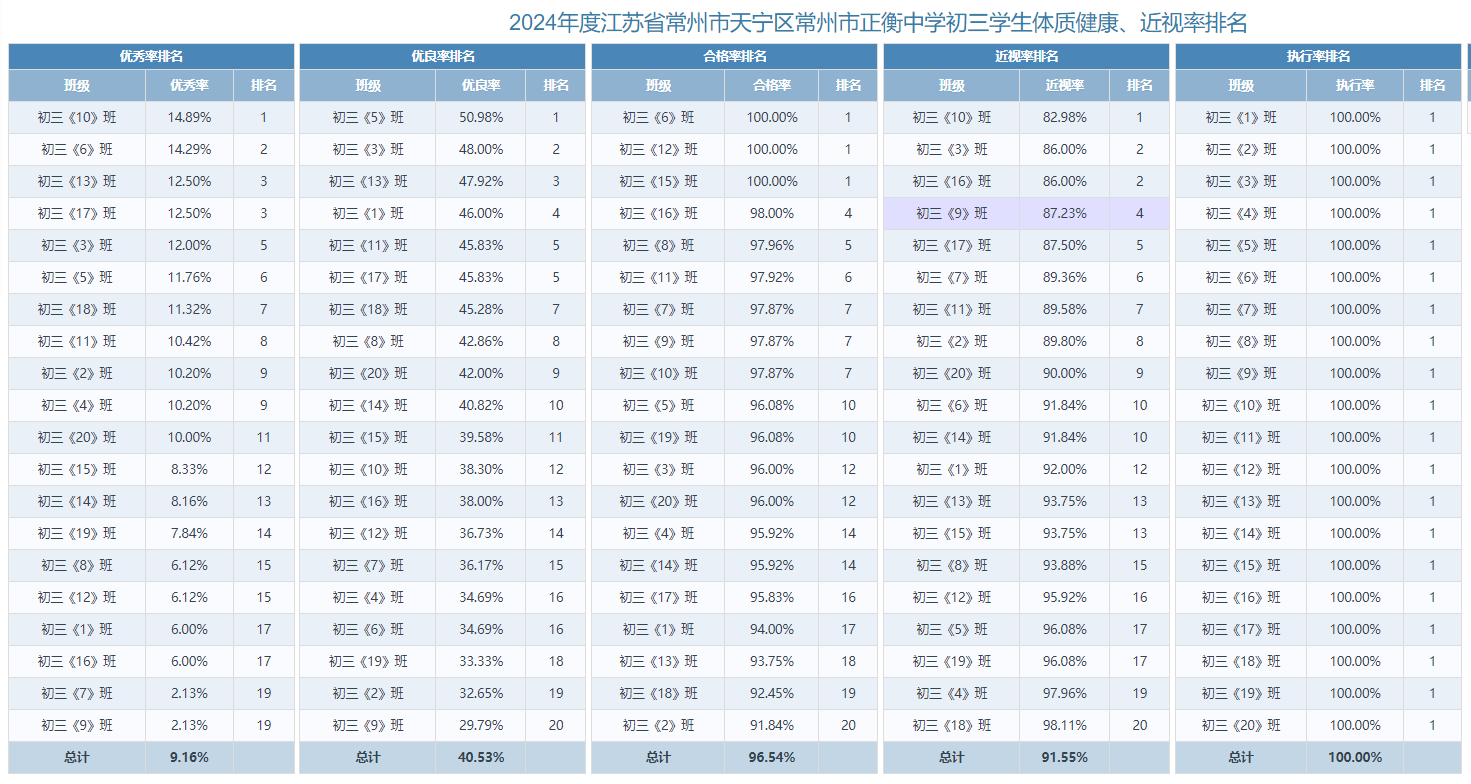 2024年度江苏省常州市天宁区常州市正衡中学初三学生体质健康、近视率排名
优秀率排名 优良率排名 合格率排名 近视率排名 执行率排名
班级 优秀率 排名 班级 优良率 排名 班级 合格率 排名 班级 近视率 排名 班级 执行率 排名
初三《10》班 14.89% 1 初三《5》班 50.98% 1 初三《6》班 100.00% 1 初三《10》班 82.98% 1 初三《1》班 100.00% 1
初三《6》班 14.29% 2 初三《3》班 48.00% 2 初三《12》班 100.00% 1 初三《3》班 86.00% 2 初三《2》班 100.00% 1
初三《13》班 12.50% 3 初三《13》班 47.92% 3 初三《15》班 100.00% 1 初三《16》班 86.00% 2 初三《3》班 100.00% 1
初三《17》班 12.50% 3 初三《1》班 46.00% 4 初三《16》班 98.00% 4 初三《9》班 87.23% 4 初三《4》班 100.00% 1
初三《3》班 12.00% 5 初三《11》班 45.83% 5 初三《8》班 97.96% 5 初三《17》班 87.50% 5 初三《5》班 100.00% 1
初三《5》班 11.76% 6 初三《17》班 45.83% 5 初三《11》班 97.92% 6 初三《7》班 89.36% 6 初三《6》班 100.00% 1
初三《18》班 11.32% 7 初三《18》班 45.28% 7 初三《7》班 97.87% 7 初三《11》班 89.58% 7 初三《7》班 100.00% 1
初三《11》班 10.42% 8 初三《8》班 42.86% 8 初三《9》班 97.87% 7 初三《2》班 89.80% 8 初三《8》班 100.00% 1
初三《2》班 10.20% 9 初三《20》班 42.00% 9 初三《10》班 97.87% 7 初三《20》班 90.00% 9 初三《9》班 100.00% 1
初三《4》班 10.20% 9 初三《14》班 40.82% 10 初三《5》班 96.08% 10 初三《6》班 91.84% 10 初三《10》班 100.00% 1
初三《20》班 10.00% 11 初三《15》班 39.58% 11 初三《19》班 96.08% 10 初三《14》班 91.84% 10 初三《11》班 100.00% 1
初三《15》班 8.33% 12 初三《10》班 38.30% 12 初三《3》班 96.00% 12 初三《1》班 92.00% 12 初三《12》班 100.00% 1
初三《14》班 8.16% 13 初三《16》班 38.00% 13 初三《20》班 96.00% 12 初三《13》班 93.75% 13 初三《13》班 100.00% 1
初三《19》班 7.84% 14 初三《12》班 36.73% 14 初三《4》班 95.92% 14 初三《15》班 93.75% 13 初三《14》班 100.00% 1
初三《8》班 6.12% 15 初三《7》班 36.17% 15 初三《14》班 95.92% 14 初三《8》班 93.88% 15 初三《15》班 100.00% 1
初三《12》班 6.12% 15 初三《4》班 34.69% 16 初三《17》班 95.83% 16 初三《12》班 95.92% 16 初三《16》班 100.00% 1
初三《1》班 6.00% 17 初三《6》班 34.69% 16 初三《1》班 94.00% 17 初三《5》班 96.08% 17 初三《17》班 100.00% 1
初三《16》班 6.00% 17 初三《19》班 33.33% 18 初三《13》班 93.75% 18 初三《19》班 96.08% 17 初三《18》班 100.00% 1
初三《7》班 2.13% 19 初三《2》班 32.65% 19 初三《18》班 92.45% 19 初三《4》班 97.96% 19 初三《19》班 100.00% 1
初三《9》班 2.13% 19 初三《9》班 29.79% 20 初三《2》班 91.84% 20 初三《18》班 98.11% 20 初三《20》班 100.00% 1
总计 9.16% 总计 40.53% 总计 96.54% 总计 91.55% 总计 100.00%